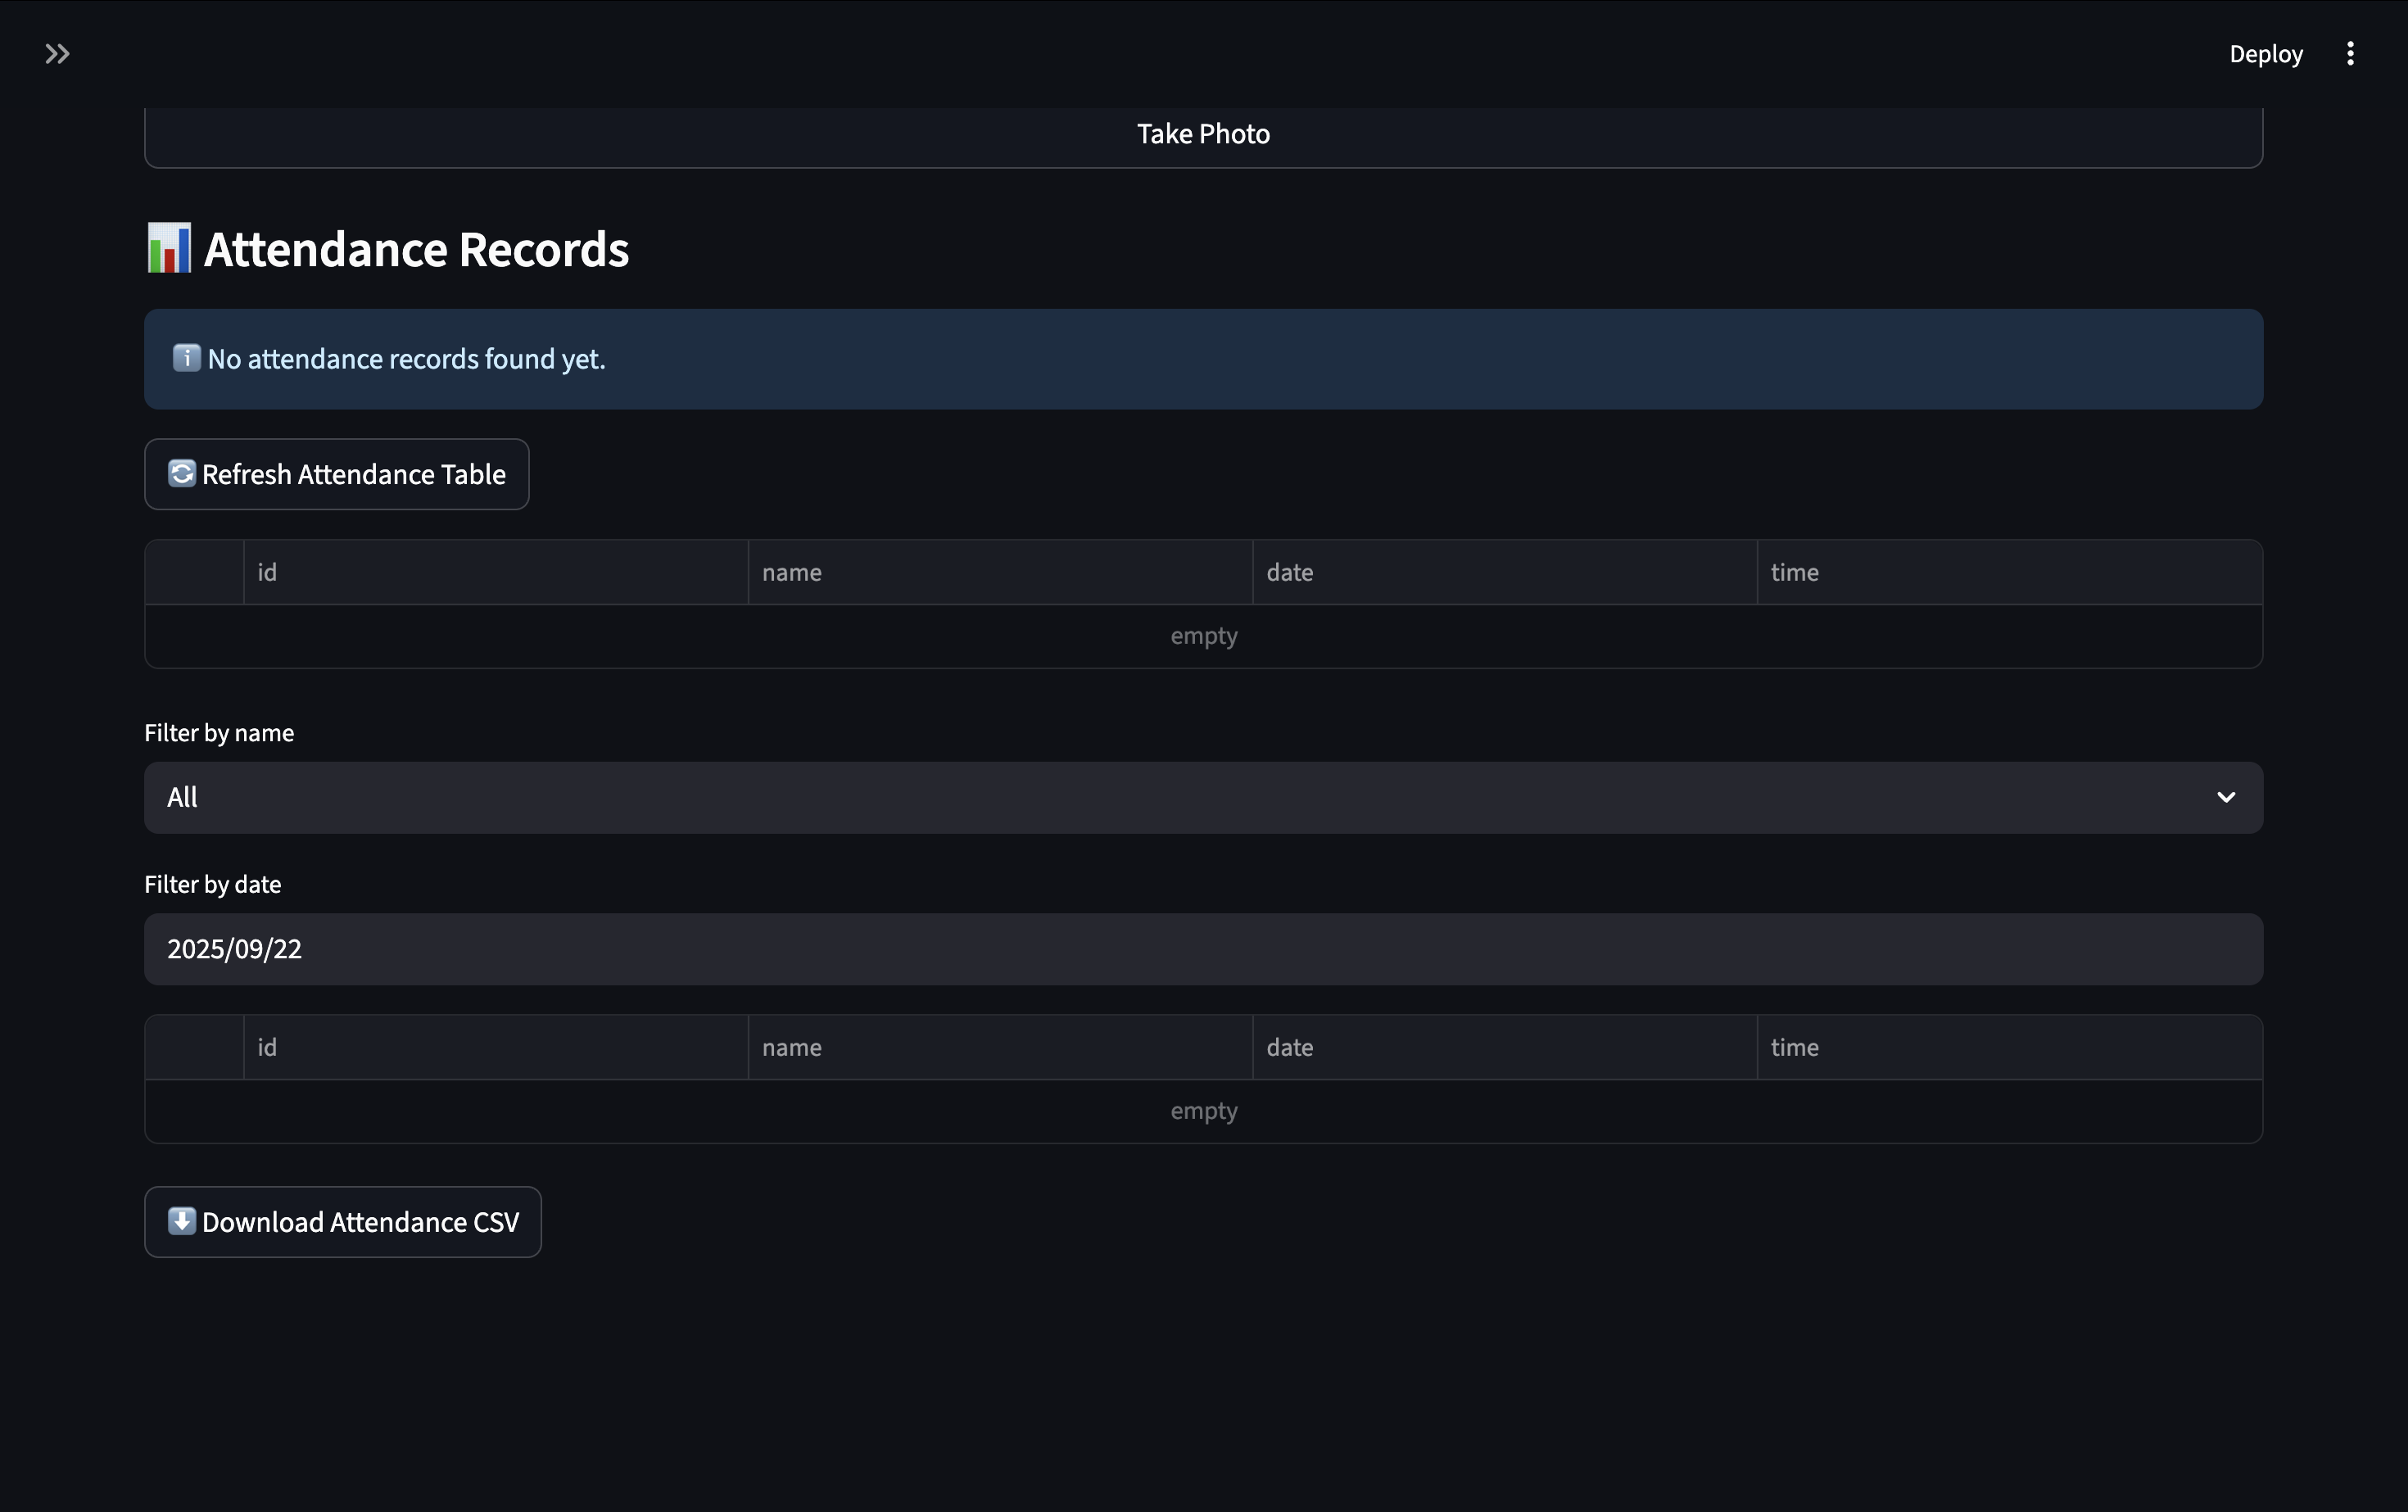 Deploy
Take Photo
📊 Attendance Records
ℹ️ No attendance records found yet.
🔄 Refresh Attendance Table
id name date time
empty
Filter by name
All
Filter by date
2025/09/22
id name date time
empty
⬇️ Download Attendance CSV